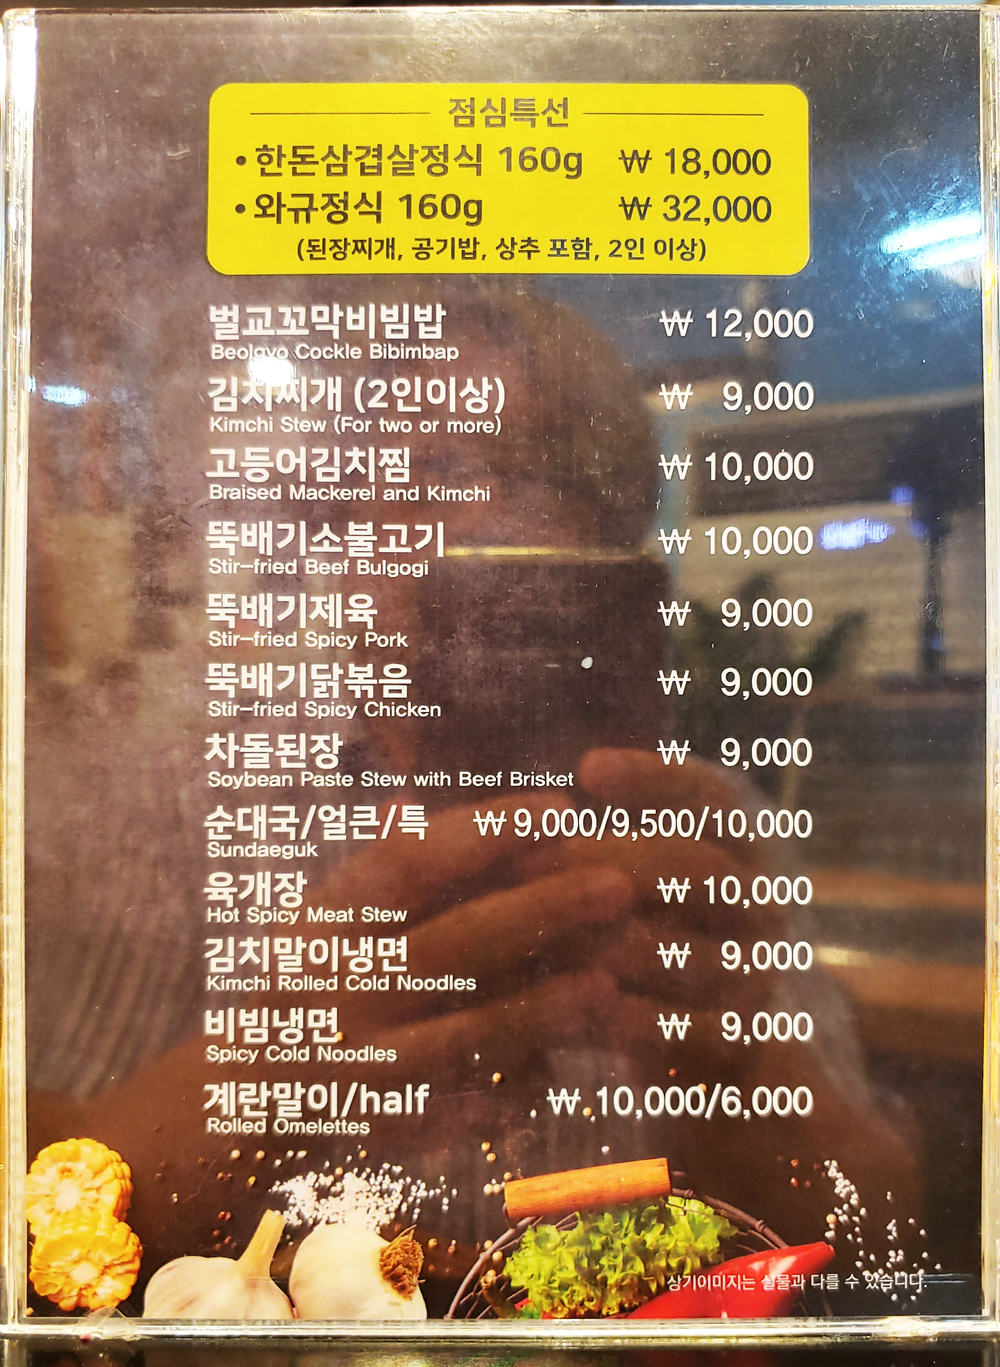 점심특선
• 한돈삼겹살정식 160g ₩ 18,000
• 와규정식 160g ₩ 32,000
(된장찌개, 공기밥, 상추 포함, 2인 이상)
벌교꼬막비빔밥 ₩ 12,000
Beolgyo Cockle Bibimbap
김치찌개 (2인이상) ₩ 9,000
Kimchi Stew (For two or more)
고등어김치찜 ₩ 10,000
Braised Mackerel and Kimchi
뚝배기소불고기 ₩ 10,000
Stir-fried Beef Bulgogi
뚝배기제육 ₩ 9,000
Stir-fried Spicy Pork
뚝배기닭볶음 ₩ 9,000
Stir-fried Spicy Chicken
차돌된장 ₩ 9,000
Soybean Paste Stew with Beef Brisket
순대국/얼큰/특 ₩ 9,000/9,500/10,000
Sundaeguk
육개장 ₩ 10,000
Hot Spicy Meat Stew
김치말이냉면 ₩ 9,000
Kimchi Rolled Cold Noodles
비빔냉면 ₩ 9,000
Spicy Cold Noodles
계란말이/half ₩ 10,000/6,000
Rolled Omelettes
상기이미지는 실물과 다를 수 있습니다.